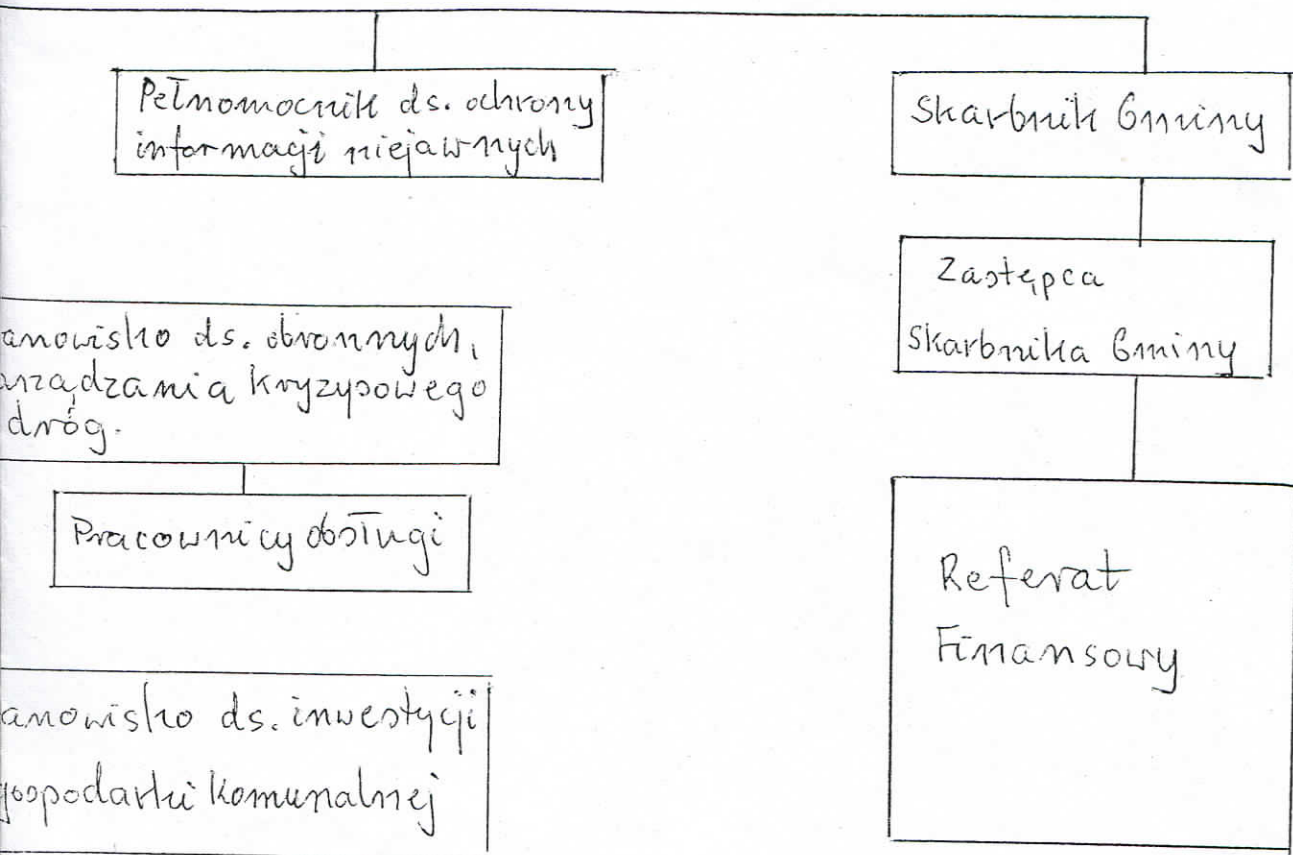 Pełnomocnik ds. ochrony
informacji niejawnych
Skarbnik Gminy
Zastępca
Skarbnika Gminy
anowisko ds. obronnych,
arządzania kryzysowego
dróg.
Pracownicy obsługi
Referat
Finansowy
anowisko ds. inwestycji
gospodarki komunalnej